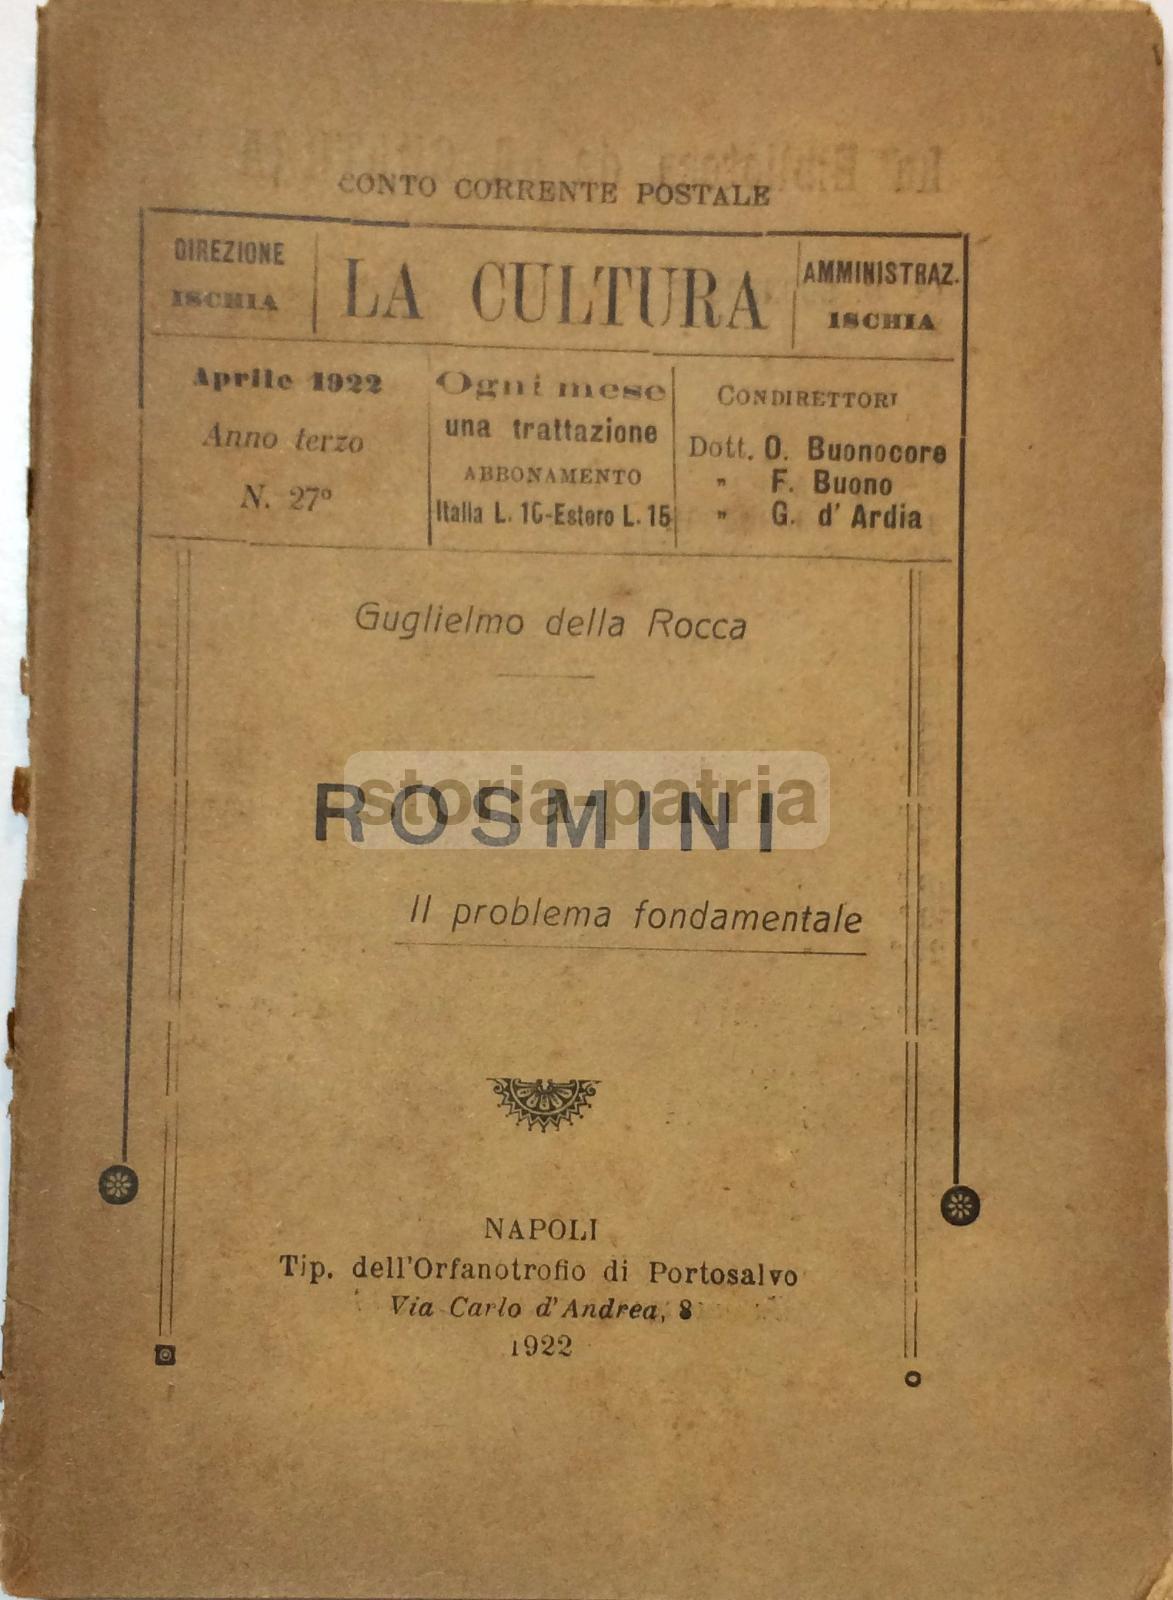 CONTO CORRENTE POSTALE
DIREZIONE
ISCHIA
LA CULTURA
AMMINISTRAZ.
ISCHIA
Aprile 1922
Anno terzo
N. 27º
Ogni mese
una trattazione
ABBONAMENTO
Italia L. 10-Estero L. 15
CONDIRETTORI
Dott. O. Buonocore
" F. Buono
" G. d' Ardia
Guglielmo della Rocca
ROSMINI
storia-patria
Il problema fondamentale
NAPOLI
Tip. dell'Orfanotrofio di Portosalvo
Via Carlo d'Andrea, 8
1922